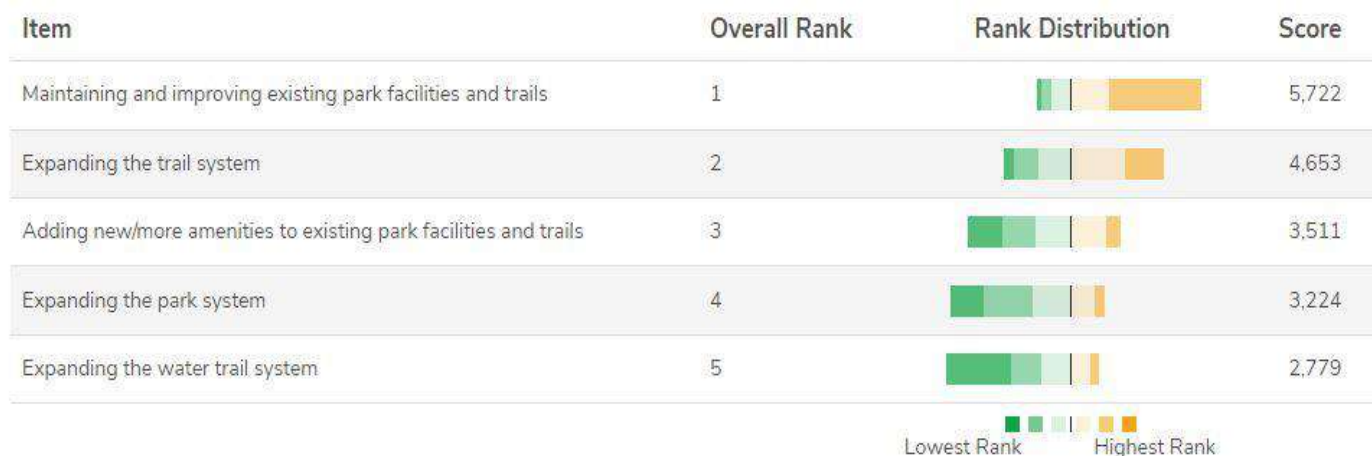 Item Overall Rank Rank Distribution Score
Maintaining and improving existing park facilities and trails 1 5,722
Expanding the trail system 2 4,653
Adding new/more amenities to existing park facilities and trails 3 3,511
Expanding the park system 4 3,224
Expanding the water trail system 5 2,779
Lowest Rank Highest Rank